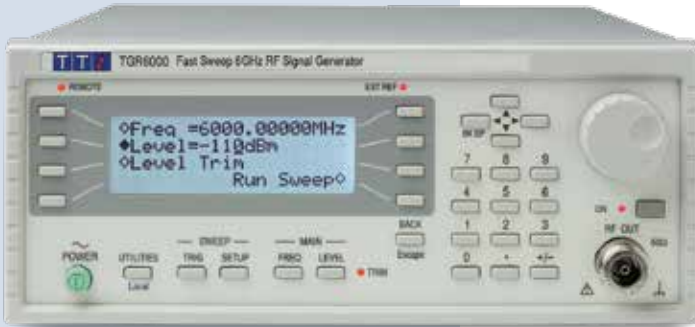 TTi TGR6000 Fast Sweep 6GHz RF Signal Generator
REMOTE
EXT REF
◇Freq =6000.00000MHz
◆Level=-110dBm
◇Level Trim
Run Sweep◇
7 8 9
4 5 6
1 2 3
0 . +/-
BACK
Escape
ON
RF OUT
50Ω
POWER
UTILITIES
Local
SWEEP
TRIG SETUP
MAIN
FREQ LEVEL
TRIM